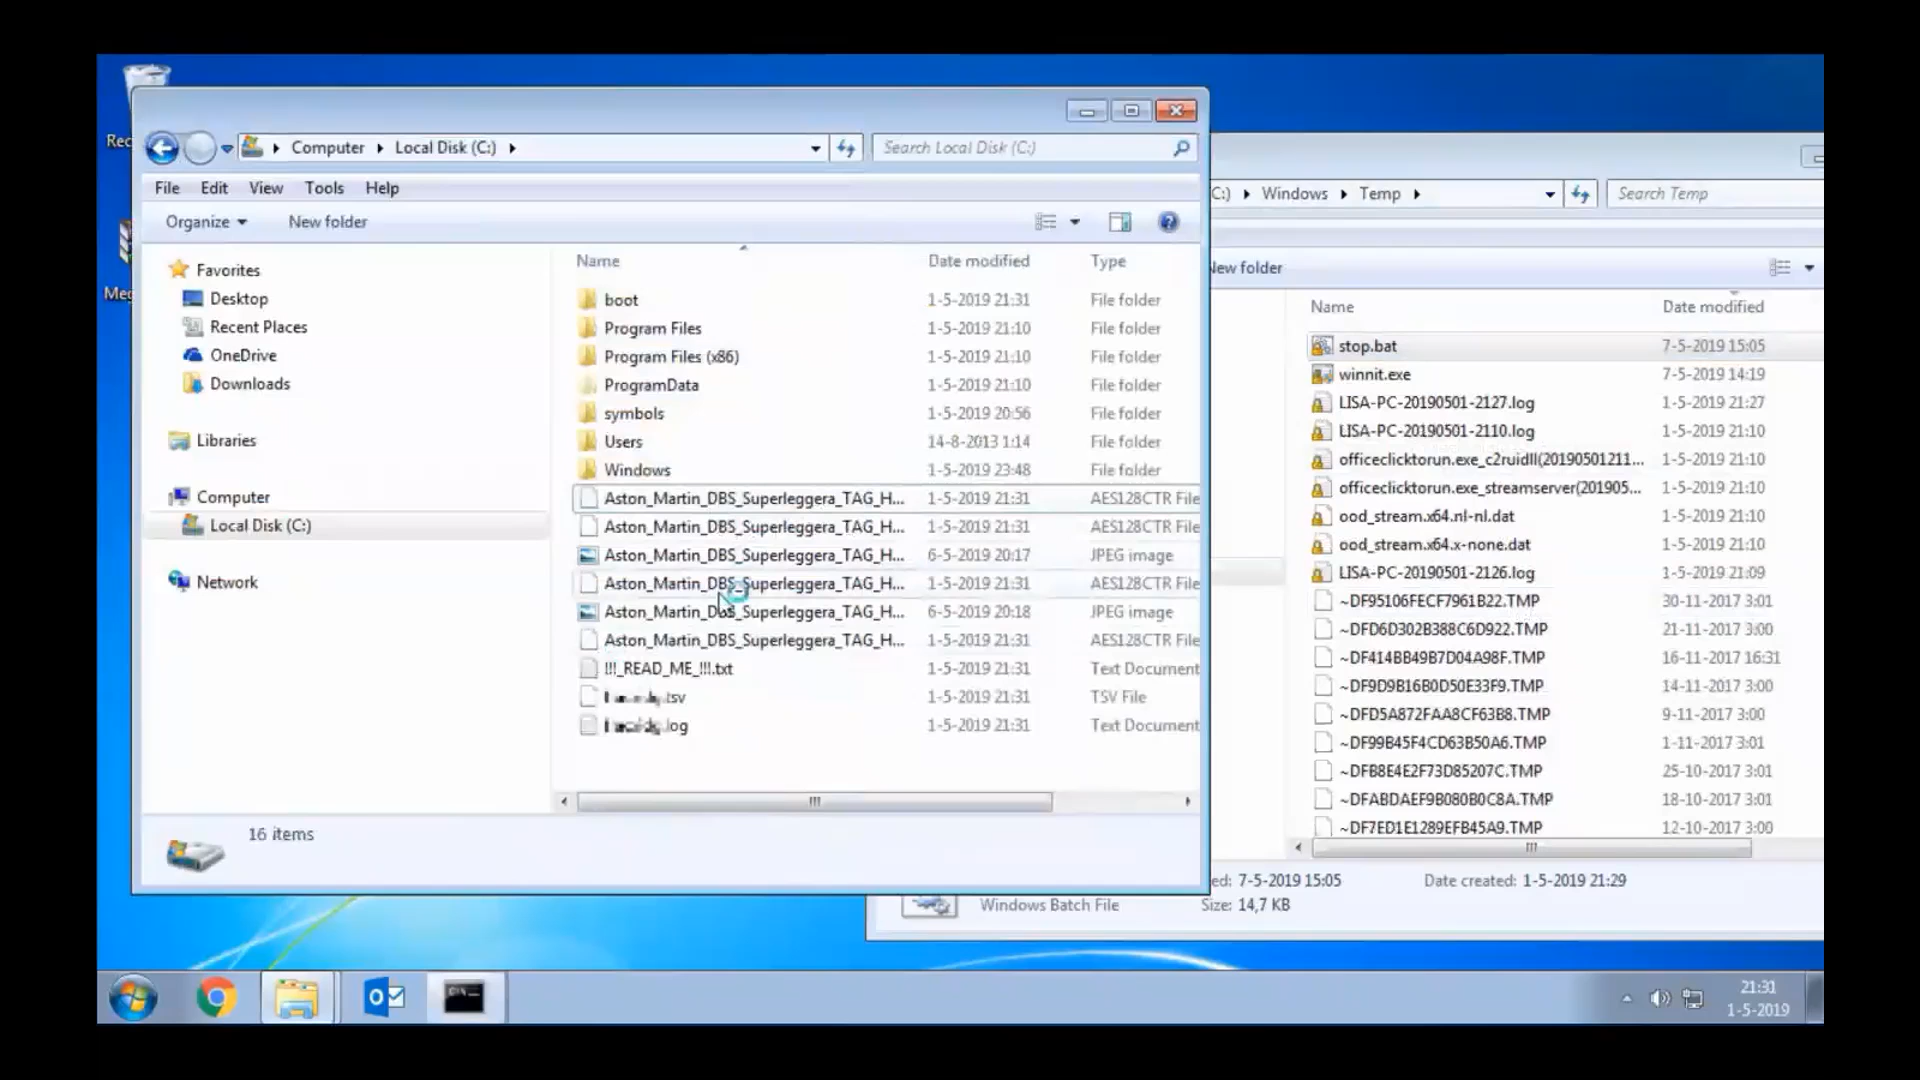 Rec
Meg
Computer Local Disk (C:)
Search Local Disk (C:)
File Edit View Tools Help
Organize New folder
Favorites
Desktop
Recent Places
OneDrive
Downloads
Libraries
Computer
Local Disk (C:)
Network
Name Date modified Type
boot 1-5-2019 21:31 File folder
Program Files 1-5-2019 21:10 File folder
Program Files (x86) 1-5-2019 21:10 File folder
ProgramData 1-5-2019 21:10 File folder
symbols 1-5-2019 20:56 File folder
Users 14-8-2013 1:14 File folder
Windows 1-5-2019 23:48 File folder
Aston_Martin_DBS_Superleggera_TAG_H... 1-5-2019 21:31 AES128CTR File
Aston_Martin_DBS_Superleggera_TAG_H... 1-5-2019 21:31 AES128CTR File
Aston_Martin_DBS_Superleggera_TAG_H... 6-5-2019 20:17 JPEG image
Aston_Martin_DBS_Superleggera_TAG_H... 1-5-2019 21:31 AES128CTR File
Aston_Martin_DBS_Superleggera_TAG_H... 6-5-2019 20:18 JPEG image
Aston_Martin_DBS_Superleggera_TAG_H... 1-5-2019 21:31 AES128CTR File
!!!_READ_ME_!!!.txt 1-5-2019 21:31 Text Document
.tsv 1-5-2019 21:31 TSV File
.log 1-5-2019 21:31 Text Document
16 items
C:) Windows Temp
Search Temp
New folder
Name Date modified
stop.bat 7-5-2019 15:05
winnit.exe 7-5-2019 14:19
LISA-PC-20190501-2127.log 1-5-2019 21:27
LISA-PC-20190501-2110.log 1-5-2019 21:10
officeclicktorun.exe_c2ruidll(20190501211... 1-5-2019 21:10
officeclicktorun.exe_streamserver(201905... 1-5-2019 21:10
ood_stream.x64.nl-nl.dat 1-5-2019 21:10
ood_stream.x64.x-none.dat 1-5-2019 21:10
LISA-PC-20190501-2126.log 1-5-2019 21:09
~DF95106FECF7961B22.TMP 30-11-2017 3:01
~DFD6D302B388C6D922.TMP 21-11-2017 3:00
~DF414BB49B7D04A98F.TMP 16-11-2017 16:31
~DF9D9B16B0D50E33F9.TMP 14-11-2017 3:00
~DFD5A872FAA8CF63B8.TMP 9-11-2017 3:00
~DF99B45F4CD63B50A6.TMP 1-11-2017 3:01
~DFB8E4E2F73D85207C.TMP 25-10-2017 3:01
~DFABDAEF9B080B0C8A.TMP 18-10-2017 3:01
~DF7ED1E1289EFB45A9.TMP 12-10-2017 3:00
ed: 7-5-2019 15:05 Date created: 1-5-2019 21:29
Windows Batch File Size: 14,7 KB
21:31
1-5-2019